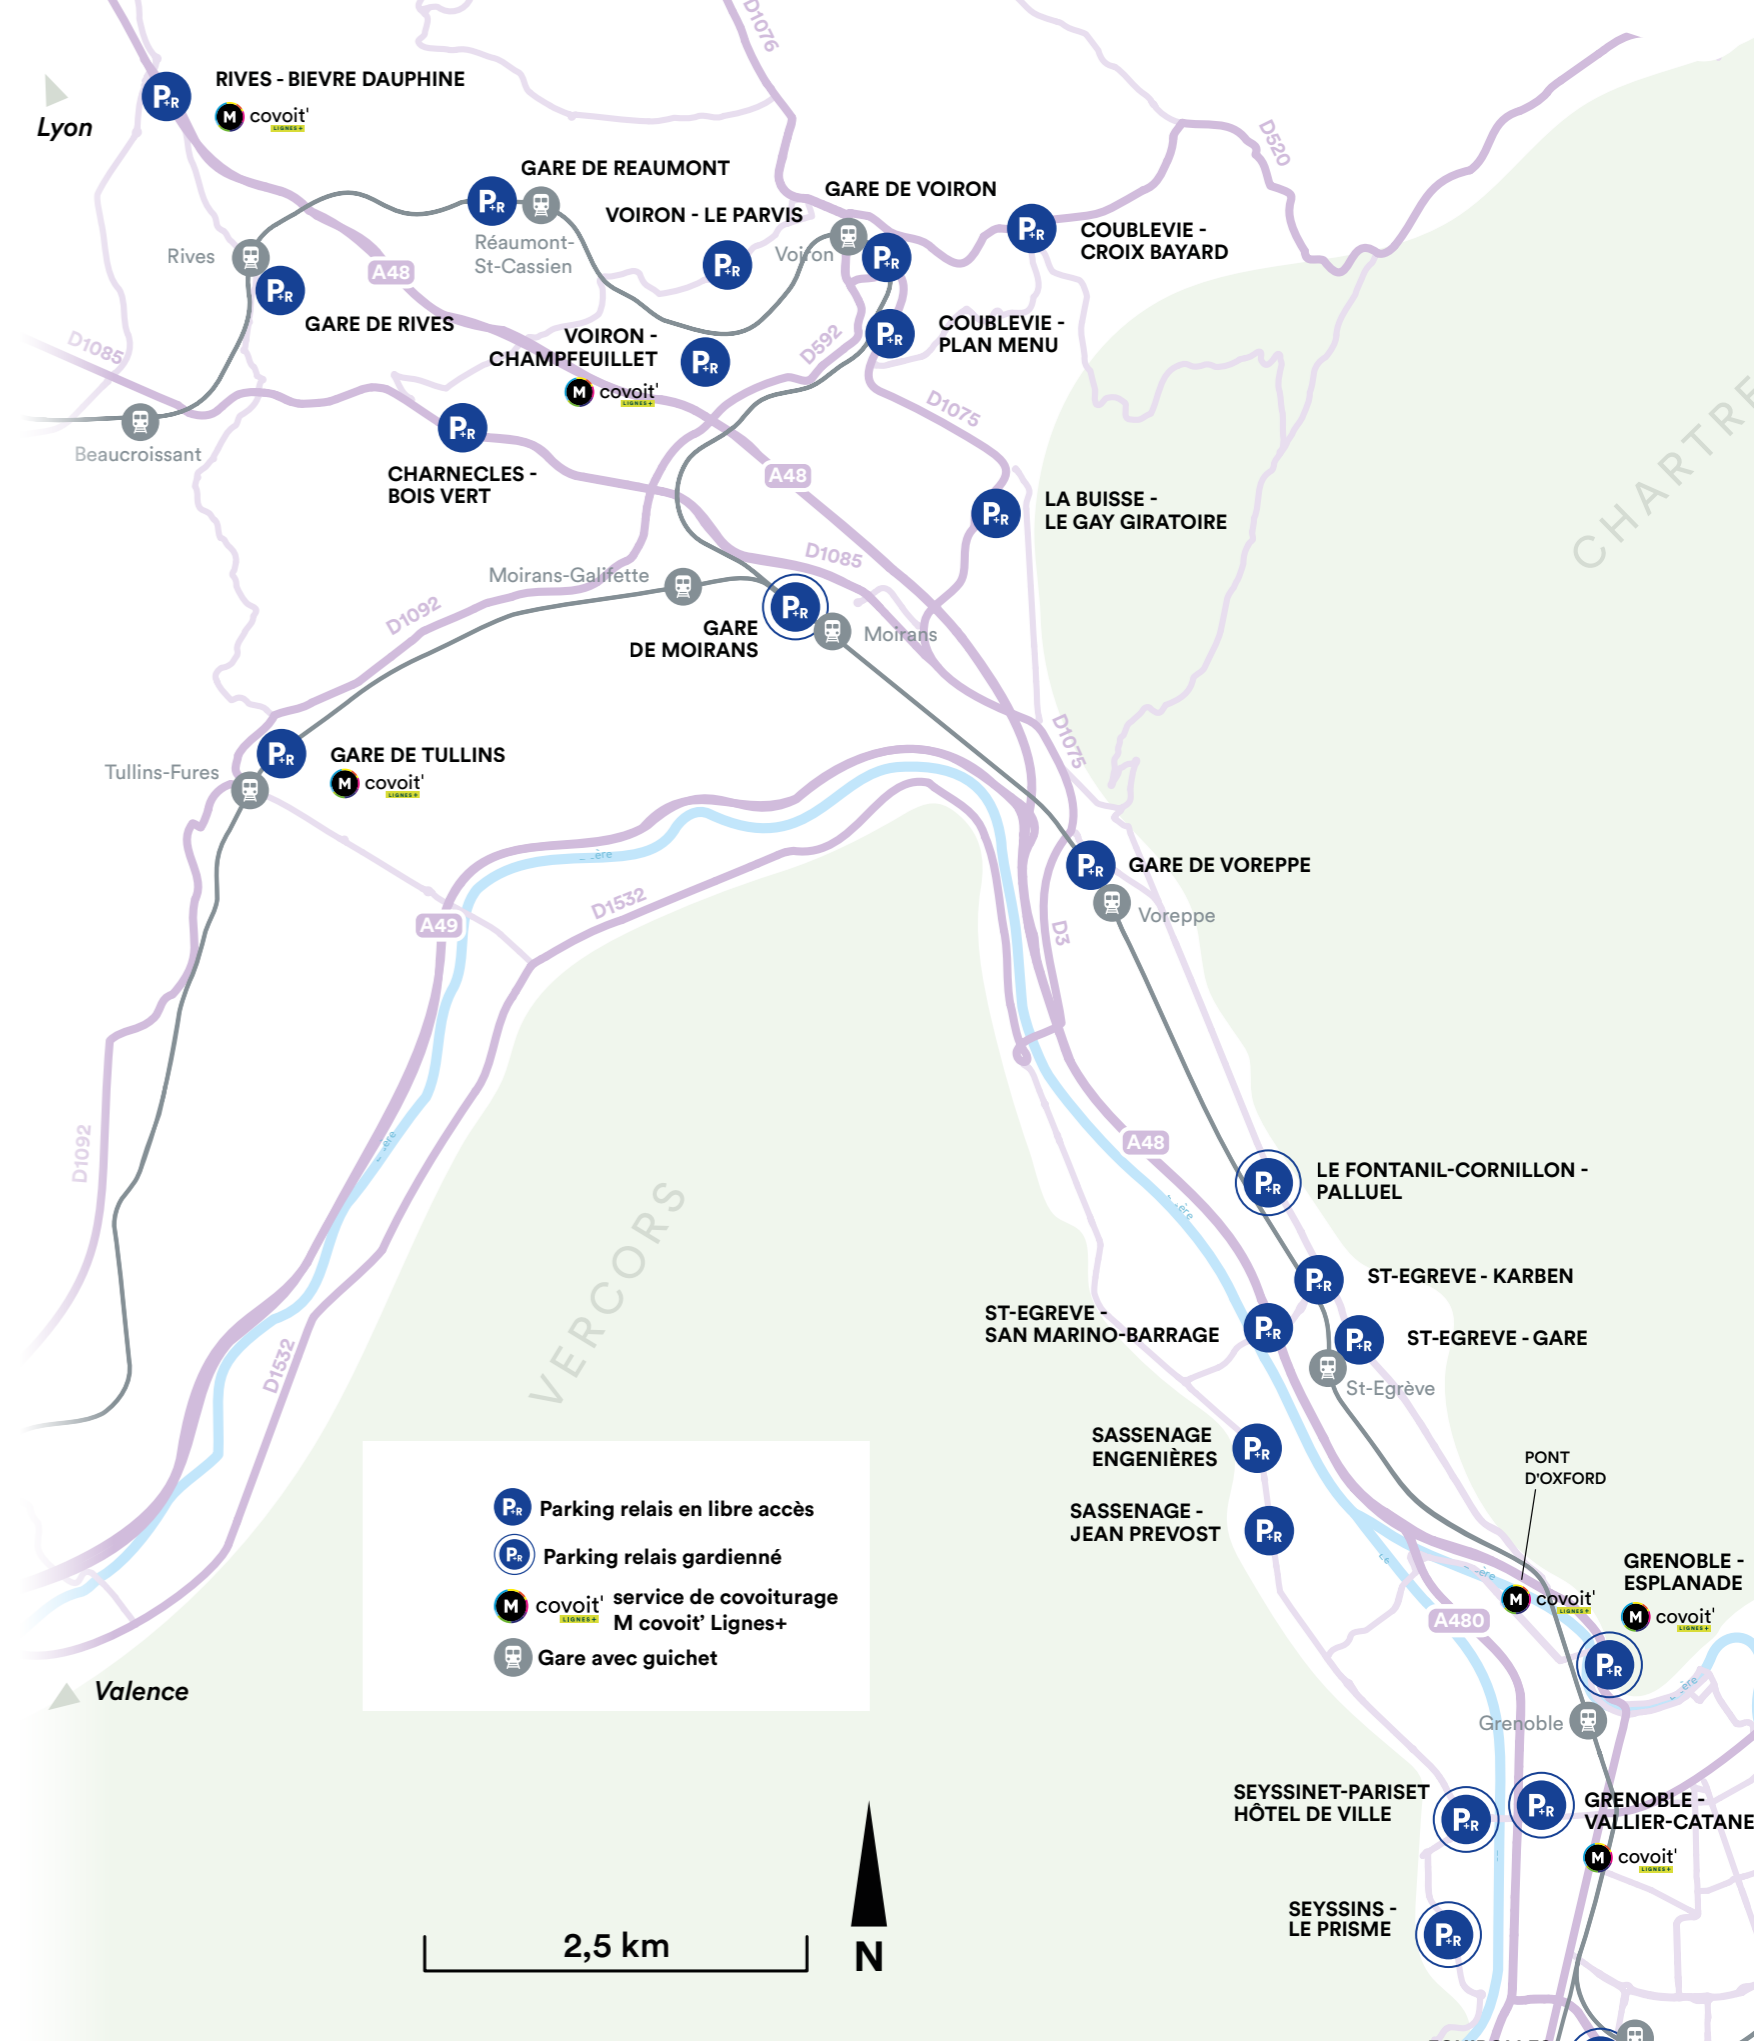 D1076
RIVES - BIEVRE DAUPHINE
M covoit'
LIGNES+
Lyon
D520
GARE DE REAUMONT
P+R
Réaumont-
St-Cassien
VOIRON - LE PARVIS
P+R
GARE DE VOIRON
Voiron
P+R
P+R
COUBLEVIE -
CROIX BAYARD
P+R
Rives
P+R
GARE DE RIVES
A48
D1085
VOIRON -
CHAMPFEUILLET
P+R
M covoit'
LIGNES+
D592
P+R
COUBLEVIE -
PLAN MENU
D1075
Beaucroissant
P+R
CHARNECLES -
BOIS VERT
A48
P+R
LA BUISSE -
LE GAY GIRATOIRE
CHARTRE
D1085
Moirans-Galifette
D1092
P+R
GARE
DE MOIRANS
Moirans
D1075
P+R
GARE DE TULLINS
M covoit'
LIGNES+
Tullins-Fures
D1532
A49
P+R
GARE DE VOREPPE
Voreppe
D3
D1092
A48
VERCORS
P+R
LE FONTANIL-CORNILLON -
PALLUEL
P+R
ST-EGREVE - KARBEN
ST-EGREVE -
SAN MARINO-BARRAGE
P+R
P+R
ST-EGREVE - GARE
St-Egrève
D1532
SASSENAGE
ENGENIÈRES
P+R
SASSENAGE -
JEAN PREVOST
P+R
PONT
D'OXFORD
M covoit'
LIGNES+
GRENOBLE -
ESPLANADE
M covoit'
LIGNES+
P+R
A480
Grenoble
P+R Parking relais en libre accès
P+R Parking relais gardienné
M covoit' LIGNES+ service de covoiturage
M covoit' Lignes+
Gare avec guichet
Valence
SEYSSINET-PARISET
HÔTEL DE VILLE
P+R
P+R
GRENOBLE -
VALLIER-CATANE
M covoit'
LIGNES+
SEYSSINS -
LE PRISME
P+R
2,5 km
N